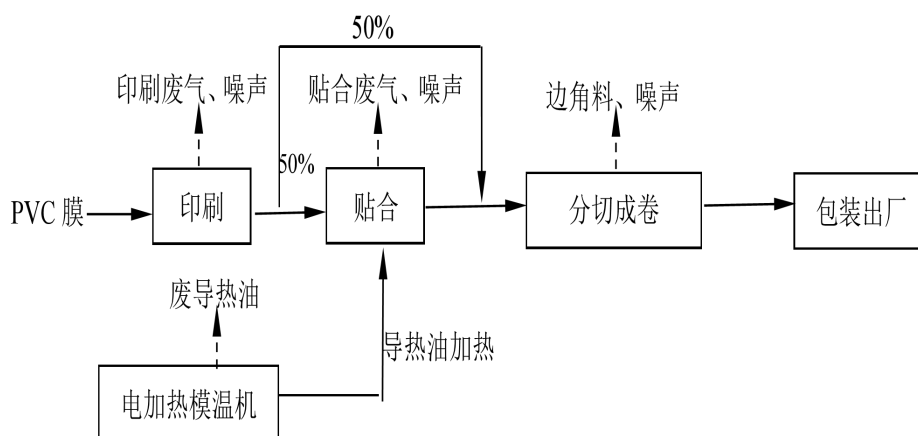 50%
印刷废气、噪声
贴合废气、噪声
边角料、噪声
50%
PVC 膜
印刷
贴合
分切成卷
包装出厂
废导热油
导热油加热
电加热模温机